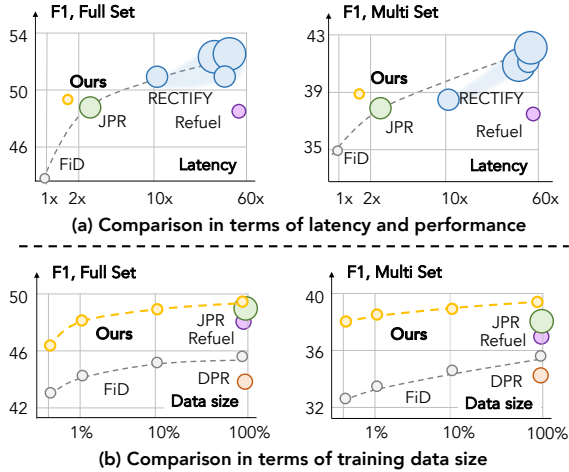 F1, Full Set
54
50
46
Ours
JPR
FiD
RECTIFY
Refuel
Latency
1x 2x 10x 60x
F1, Multi Set
43
39
35
Ours
JPR
FiD
RECTIFY
Refuel
Latency
1x 2x 10x 60x
(a) Comparison in terms of latency and performance
F1, Full Set
50
46
42
Ours
JPR
Refuel
FiD
DPR
Data size
1% 10% 100%
F1, Multi Set
40
36
32
Ours
JPR
Refuel
FiD
DPR
Data size
1% 10% 100%
(b) Comparison in terms of training data size